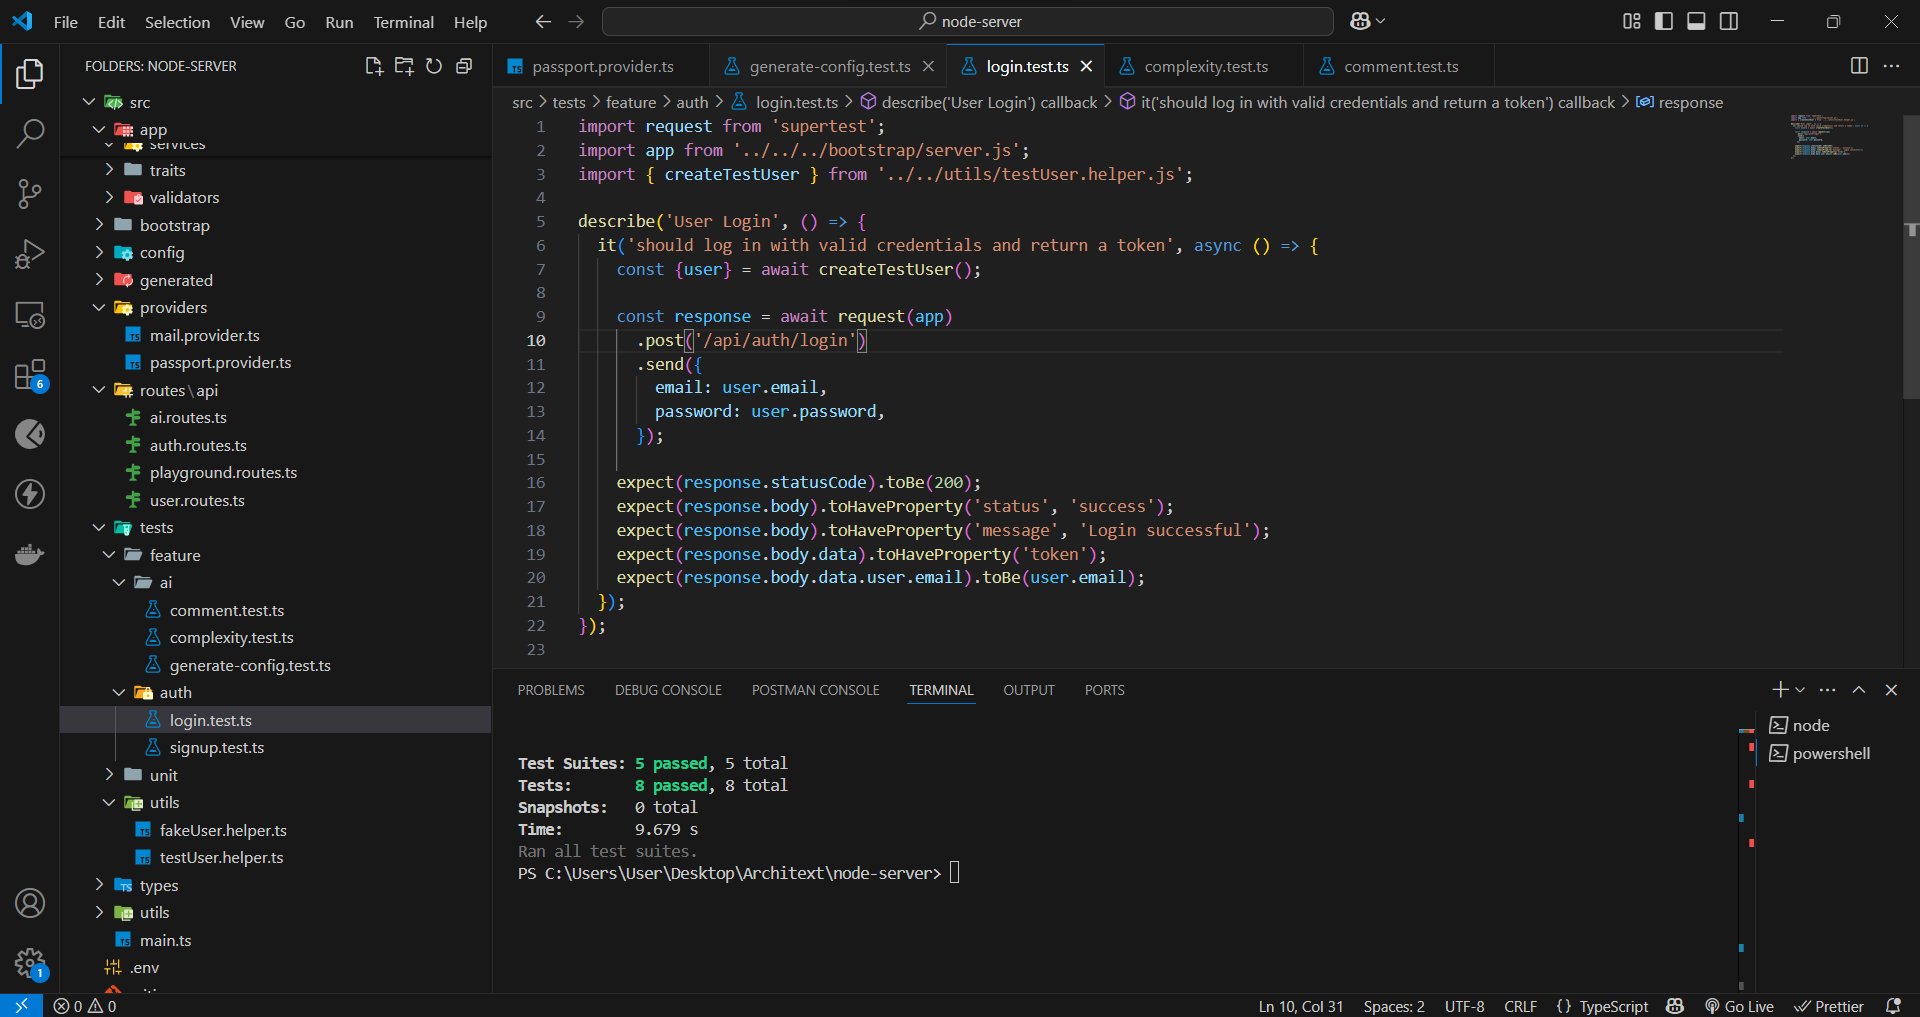 File Edit Selection View Go Run Terminal Help
node-server
FOLDERS: NODE-SERVER
src
app
services
traits
validators
bootstrap
config
generated
providers
mail.provider.ts
passport.provider.ts
routes\api
ai.routes.ts
auth.routes.ts
playground.routes.ts
user.routes.ts
tests
feature
ai
comment.test.ts
complexity.test.ts
generate-config.test.ts
auth
login.test.ts
signup.test.ts
unit
utils
fakeUser.helper.ts
testUser.helper.ts
types
utils
main.ts
.env
6
1
passport.provider.ts generate-config.test.ts login.test.ts complexity.test.ts comment.test.ts
src > tests > feature > auth > login.test.ts > describe('User Login') callback > it('should log in with valid credentials and return a token') callback > response
1 import request from 'supertest';
2 import app from '../../../bootstrap/server.js';
3 import { createTestUser } from '../../utils/testUser.helper.js';
4
5 describe('User Login', () => {
6 it('should log in with valid credentials and return a token', async () => {
7 const {user} = await createTestUser();
8
9 const response = await request(app)
10 .post('/api/auth/login')
11 .send({
12 email: user.email,
13 password: user.password,
14 });
15
16 expect(response.statusCode).toBe(200);
17 expect(response.body).toHaveProperty('status', 'success');
18 expect(response.body).toHaveProperty('message', 'Login successful');
19 expect(response.body.data).toHaveProperty('token');
20 expect(response.body.data.user.email).toBe(user.email);
21 });
22 });
23
PROBLEMS DEBUG CONSOLE POSTMAN CONSOLE TERMINAL OUTPUT PORTS
Test Suites: 5 passed, 5 total
Tests: 8 passed, 8 total
Snapshots: 0 total
Time: 9.679 s
Ran all test suites.
PS C:\Users\User\Desktop\Architext\node-server>
node
powershell
0 0
Ln 10, Col 31 Spaces: 2 UTF-8 CRLF {} TypeScript Go Live Prettier